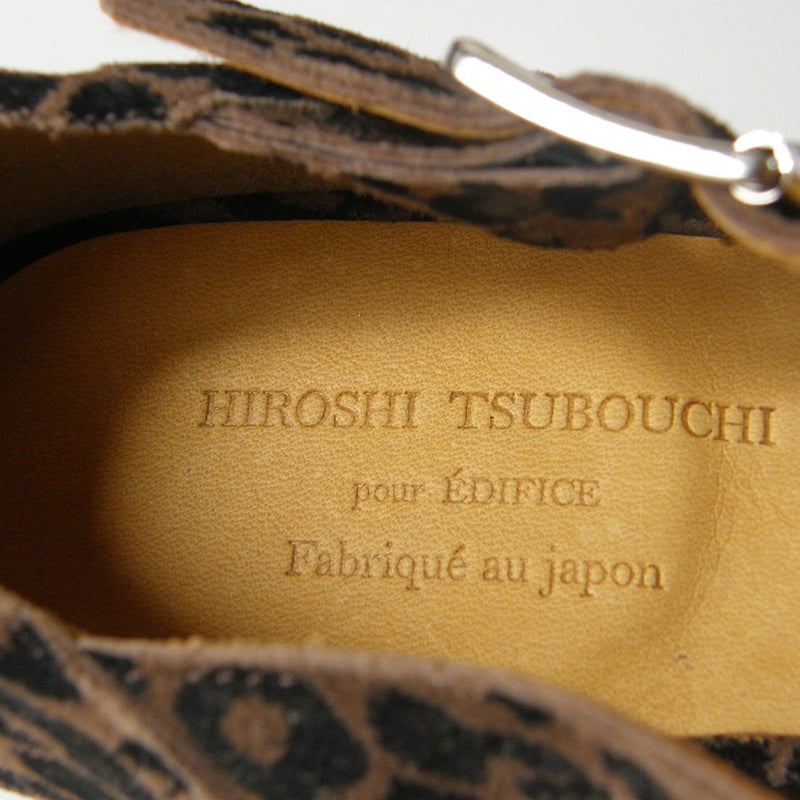 HIROSHI TSUBOUCHI
pour ÉDIFICE
Fabriqué au japon